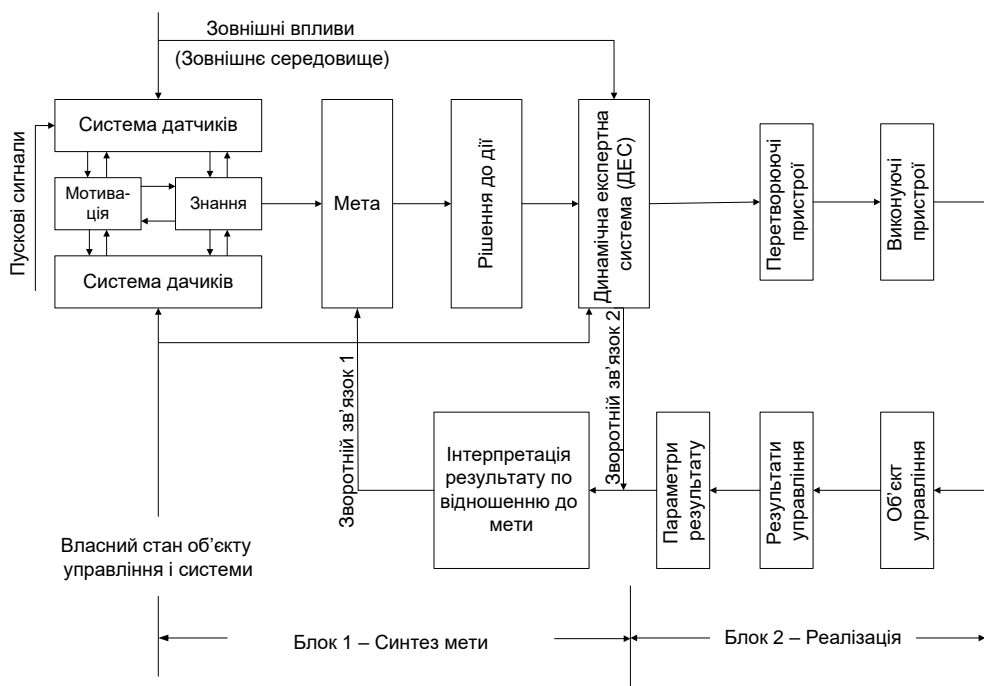 Зовнішні впливи
(Зовнішнє середовище)
Пускові сигнали
Система датчиків
Мотива-
ція
Знання
Система дачиків
Мета
Рішення до дії
Динамічна експертна
система (ДЕС)
Перетворюючі
пристрої
Виконуючі
пристрої
Зворотній зв’язок 1
Інтерпретація
результату по
відношенню до
мети
Зворотній зв’язок 2
Параметри
результату
Результати
управління
Об’єкт
управління
Власний стан об’єкту
управління і системи
Блок 1 – Синтез мети
Блок 2 – Реалізація